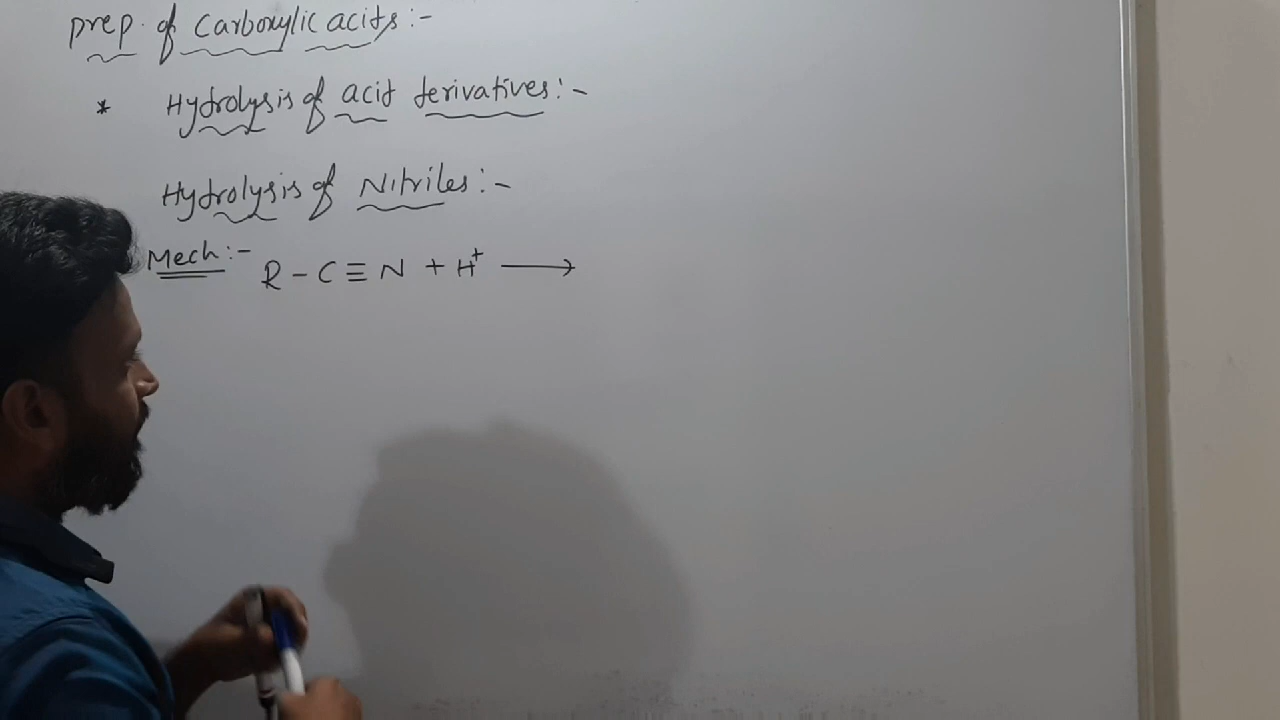 prep. of Carboxylic acids:-
* Hydrolysis of acid derivatives:-
Hydrolysis of Nitriles:-
Mech:- R-C≡N + H⁺ ⟶